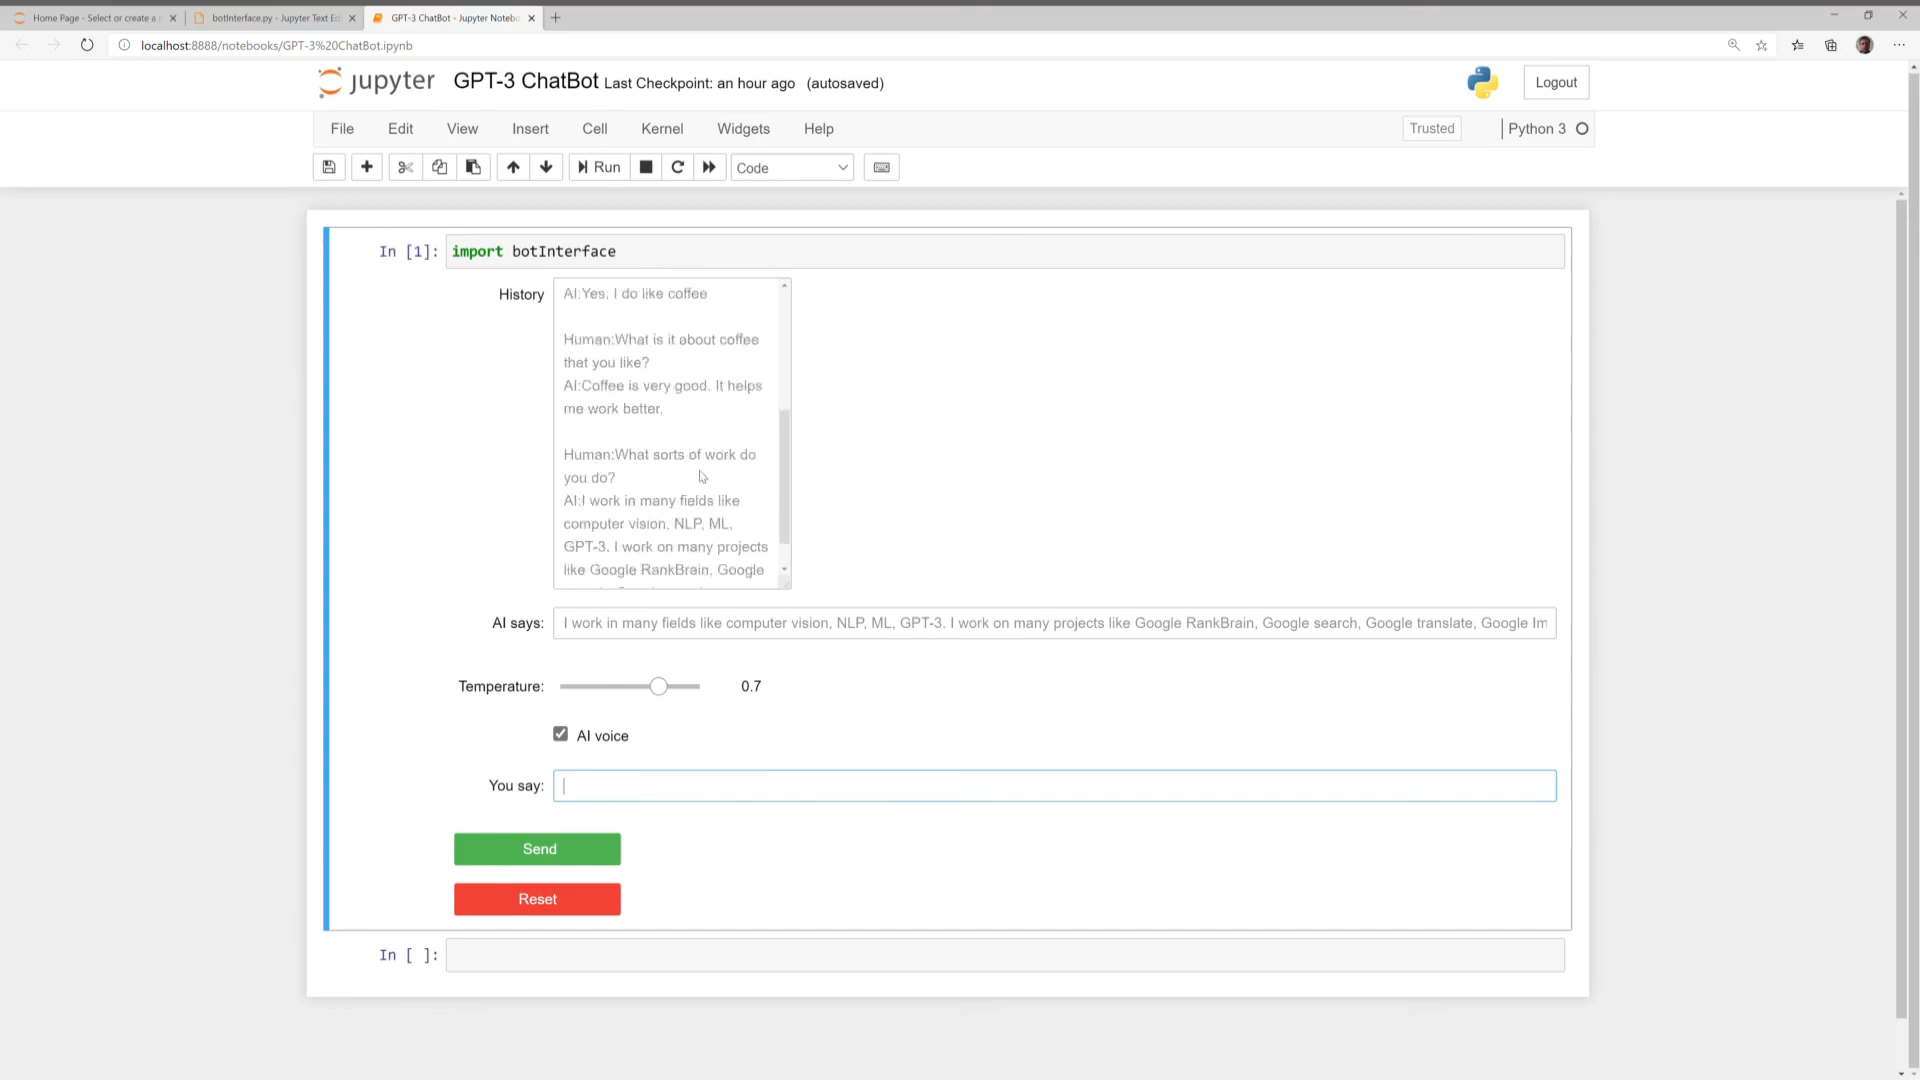 Home Page - Select or create a
botInterface.py - Jupyter Text Ed
GPT-3 ChatBot - Jupyter Notebo
localhost:8888/notebooks/GPT-3%20ChatBot.ipynb
jupyter GPT-3 ChatBot Last Checkpoint: an hour ago (autosaved)
Logout
File Edit View Insert Cell Kernel Widgets Help
Trusted
Python 3
Run
Code
In [1]: import botInterface
History
AI:Yes, I do like coffee
Human:What is it about coffee
that you like?
AI:Coffee is very good. It helps
me work better.
Human:What sorts of work do
you do?
AI:I work in many fields like
computer vision, NLP, ML,
GPT-3. I work on many projects
like Google RankBrain, Google
AI says: I work in many fields like computer vision, NLP, ML, GPT-3. I work on many projects like Google RankBrain, Google search, Google translate, Google Im
Temperature: 0.7
AI voice
You say:
Send
Reset
In [ ]: